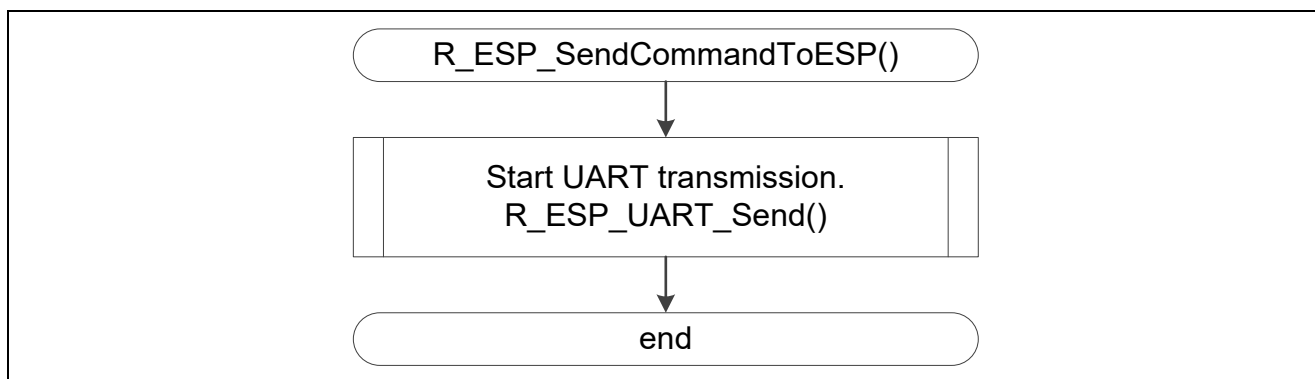 R_ESP_SendCommandToESP()
Start UART transmission.
R_ESP_UART_Send()
end